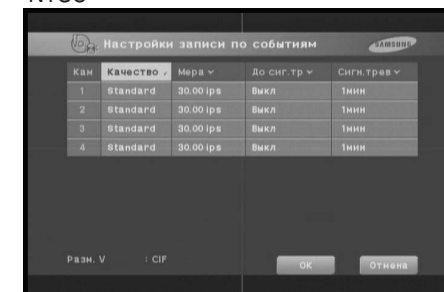 Настройки записи по событиям
SAMSUNG
Кам Качество Мера До сиг.тр Сигн.трев
1 Standard 30.00 ips Выкл 1мин
2 Standard 30.00 ips Выкл 1мин
3 Standard 30.00 ips Выкл 1мин
4 Standard 30.00 ips Выкл 1мин
Разн. V : CIF
OK Отмена